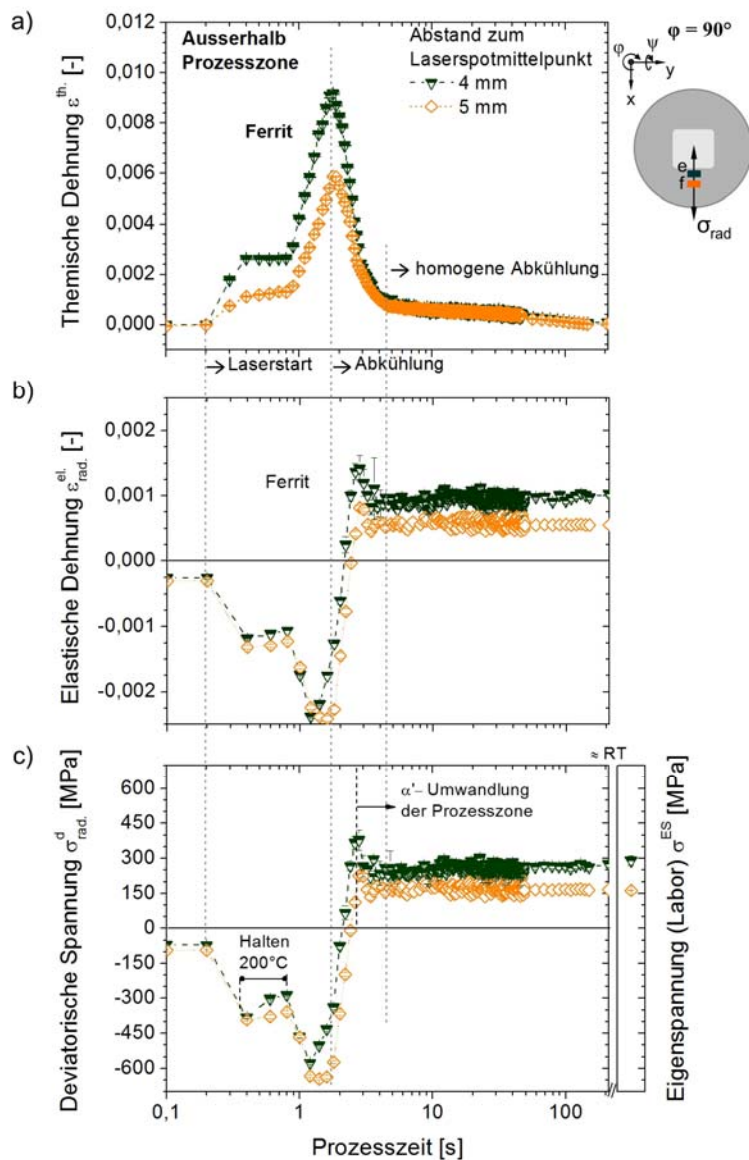 a)
0,012
0,010
0,008
0,006
0,004
0,002
0,000
Themische Dehnung ε^th. [-]
Ausserhalb
Prozesszone
Ferrit
Abstand zum
Laserspotmittelpunkt
4 mm
5 mm
homogene Abkühlung
φ ψ φ = 90°
y
x
e
f
σrad
Laserstart
Abkühlung
b)
0,002
0,001
0,000
-0,001
-0,002
Elastische Dehnung ε^el._rad. [-]
Ferrit
c)
≈ RT
600
450
300
150
0
-150
-300
-450
-600
Deviatorische Spannung σ^d_rad. [MPa]
α'– Umwandlung
der Prozesszone
Halten
200°C
Eigenspannung (Labor) σ^ES [MPa]
0,1 1 10 100
Prozesszeit [s]